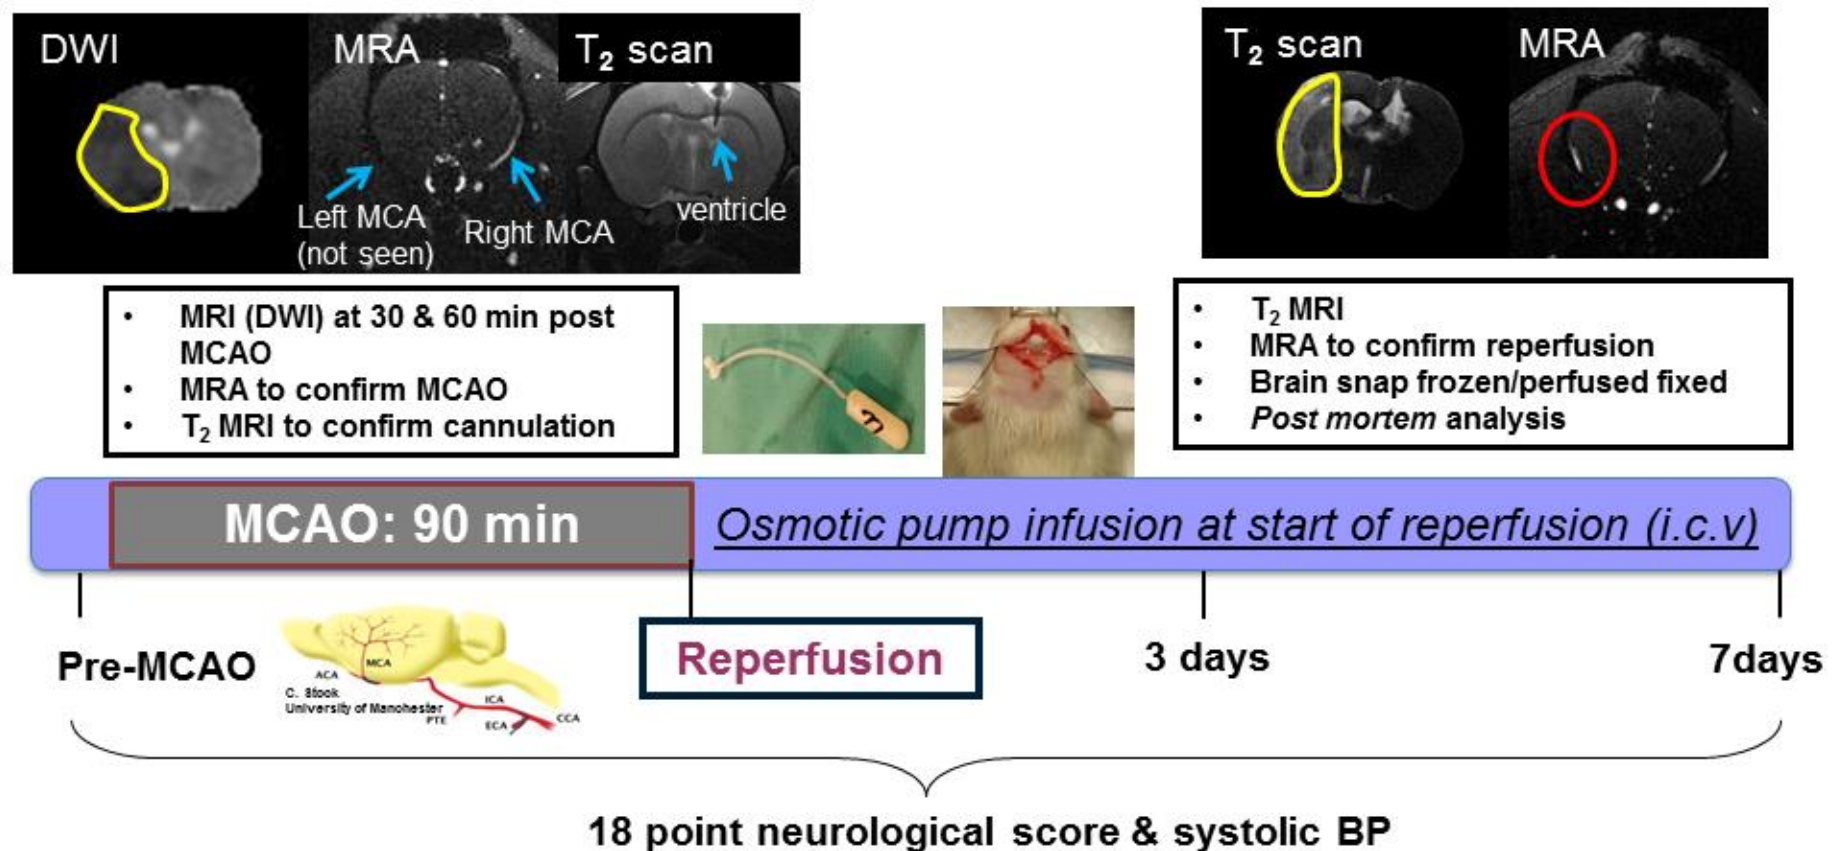 DWI
MRA
T₂ scan
Left MCA
(not seen)
Right MCA
ventricle
T₂ scan
MRA
• MRI (DWI) at 30 & 60 min post
MCAO
• MRA to confirm MCAO
• T₂ MRI to confirm cannulation
• T₂ MRI
• MRA to confirm reperfusion
• Brain snap frozen/perfused fixed
• Post mortem analysis
MCAO: 90 min
Osmotic pump infusion at start of reperfusion (i.c.v)
Pre-MCAO
MCA
ACA
C. Stook
University of Manohester
ICA
PTE
ECA
CCA
Reperfusion
3 days
7days
18 point neurological score & systolic BP